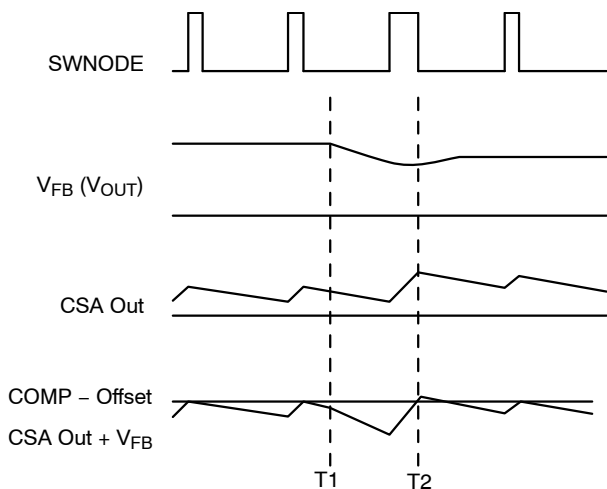 SWNODE
V_FB (V_OUT)
CSA Out
COMP – Offset
CSA Out + V_FB
T1
T2